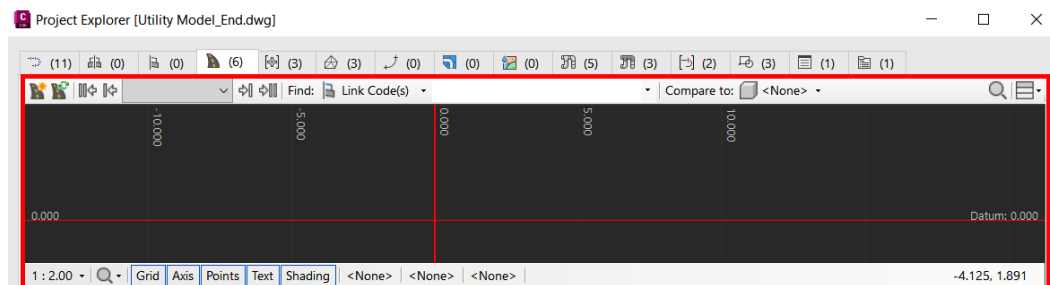 Project Explorer [Utility Model_End.dwg]
(11) (0) (0) (6) (3) (3) (0) (0) (0) (5) (3) (2) (3) (1) (1)
Find: Link Code(s) Compare to: <None>
-10.000 -5.000 0.000 5.000 10.000
0.000 Datum: 0.000
1 : 2.00 Grid Axis Points Text Shading <None> <None> <None> -4.125, 1.891